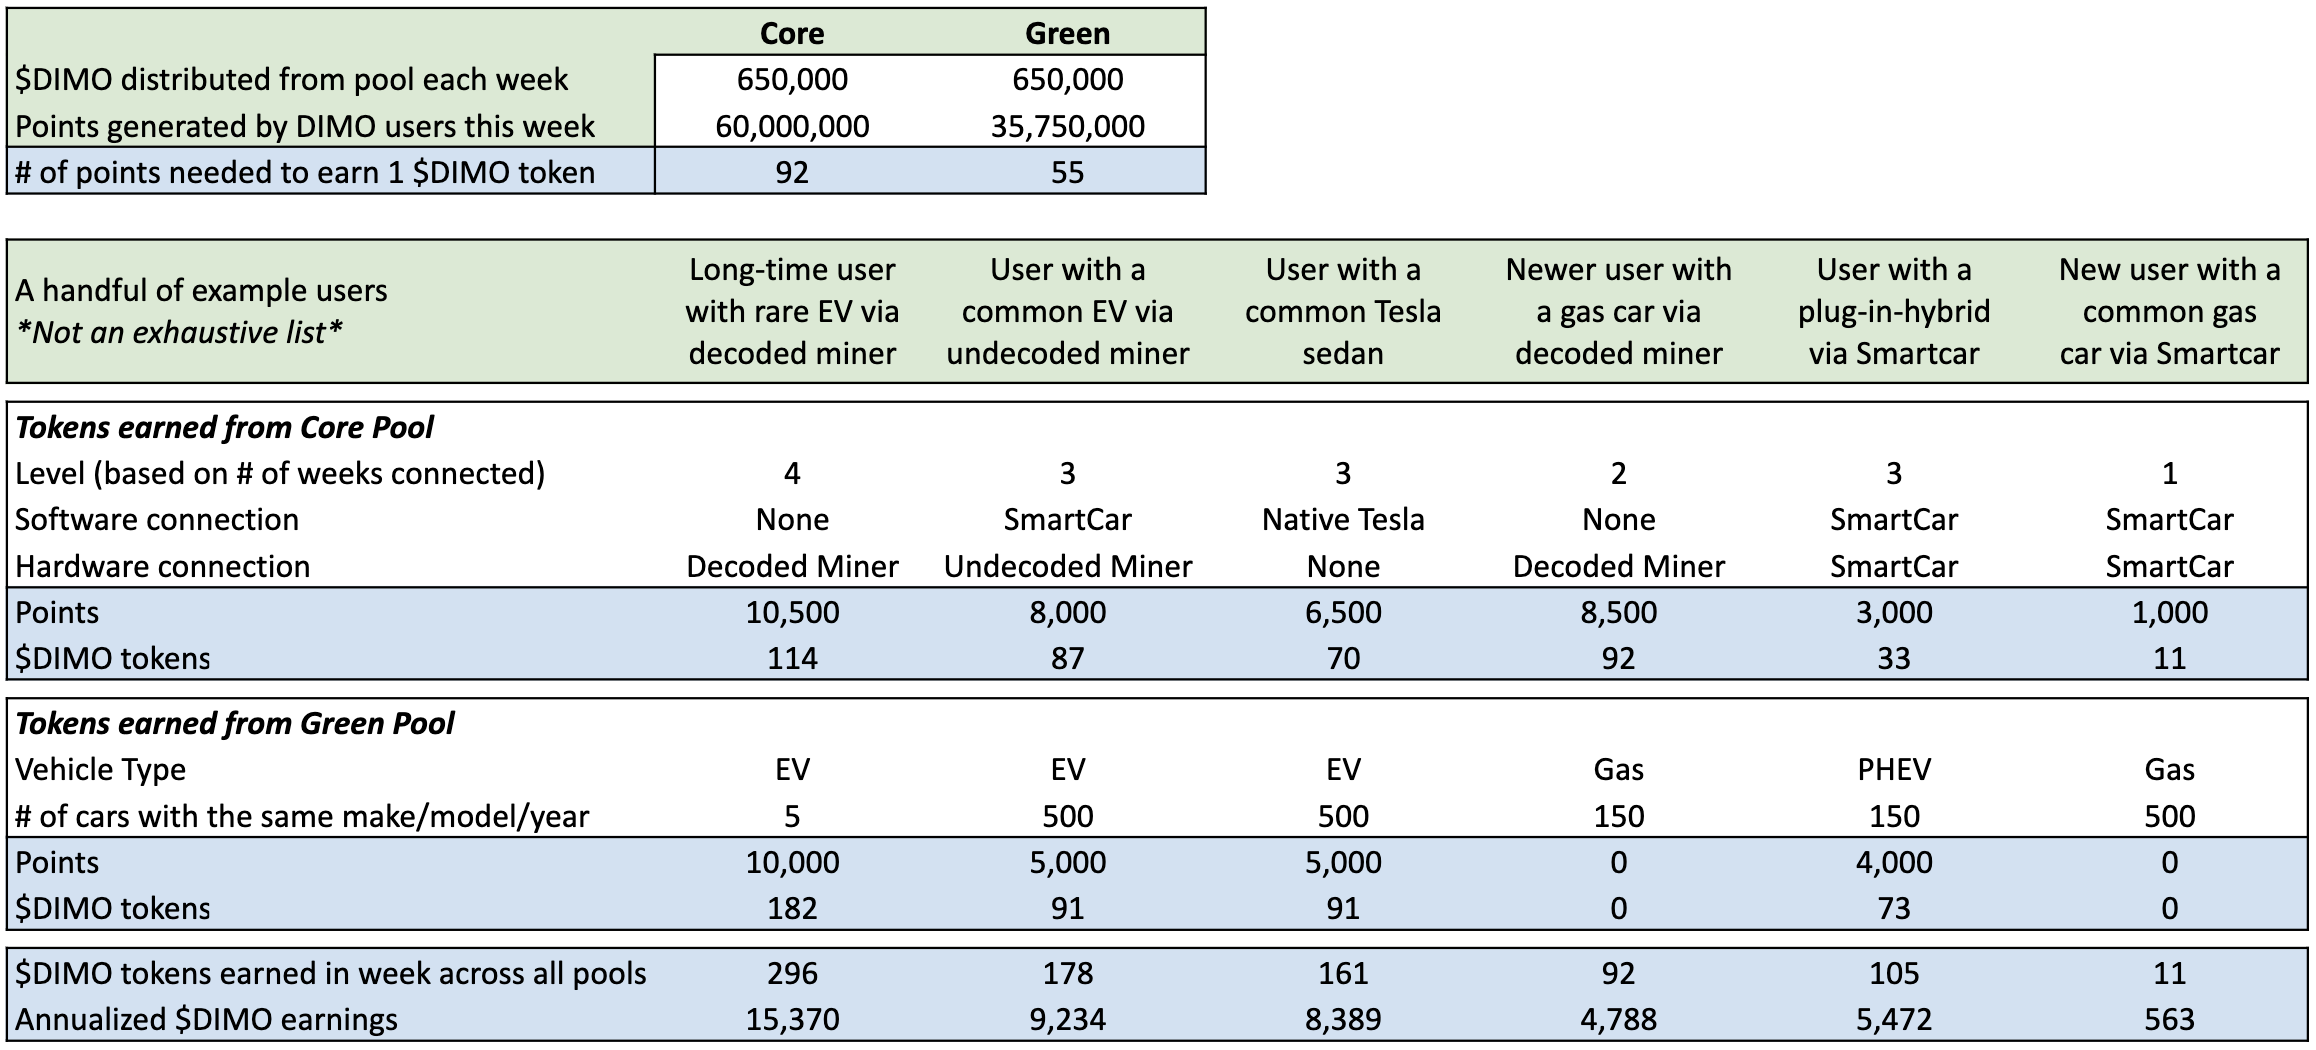 Core Green
$DIMO distributed from pool each week 650,000 650,000
Points generated by DIMO users this week 60,000,000 35,750,000
# of points needed to earn 1 $DIMO token 92 55
A handful of example users
*Not an exhaustive list*
Long-time user
with rare EV via
decoded miner
User with a
common EV via
undecoded miner
User with a
common Tesla
sedan
Newer user with
a gas car via
decoded miner
User with a
plug-in-hybrid
via Smartcar
New user with a
common gas
car via Smartcar
Tokens earned from Core Pool
Level (based on # of weeks connected) 4 3 3 2 3 1
Software connection None SmartCar Native Tesla None SmartCar SmartCar
Hardware connection Decoded Miner Undecoded Miner None Decoded Miner SmartCar SmartCar
Points 10,500 8,000 6,500 8,500 3,000 1,000
$DIMO tokens 114 87 70 92 33 11
Tokens earned from Green Pool
Vehicle Type EV EV EV Gas PHEV Gas
# of cars with the same make/model/year 5 500 500 150 150 500
Points 10,000 5,000 5,000 0 4,000 0
$DIMO tokens 182 91 91 0 73 0
$DIMO tokens earned in week across all pools 296 178 161 92 105 11
Annualized $DIMO earnings 15,370 9,234 8,389 4,788 5,472 563